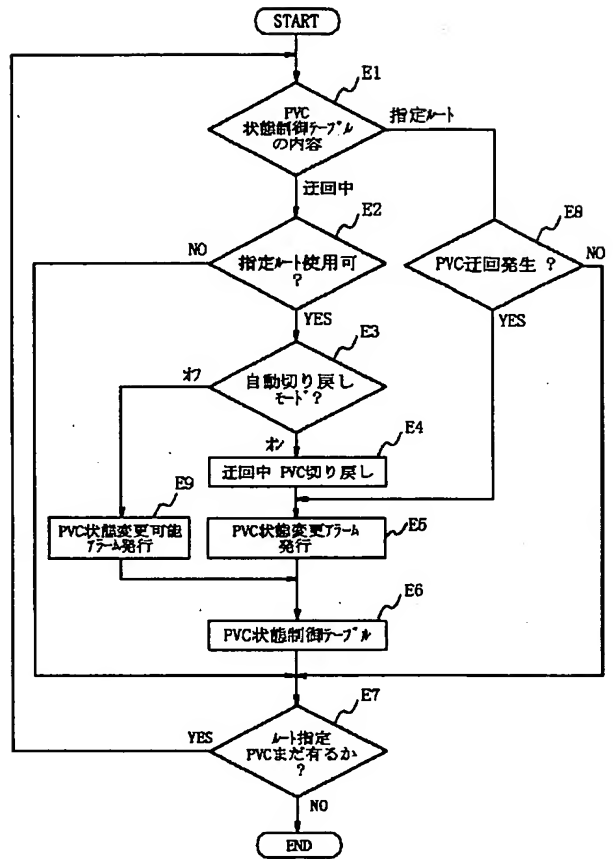 START
E1
PVC
状態制御テーブル
の内容
指定ルート
迂回中
E2
E8
NO
指定ルート使用可
?
PVC迂回発生 ?
NO
YES
YES
E3
オフ
自動切り戻し
モード?
オン
E4
迂回中 PVC切り戻し
E9
PVC状態変更可能
アラーム発行
E5
PVC状態変更アラーム
発行
E6
PVC状態制御テーブル
E7
YES
ルート指定
PVCまだ有るか
?
NO
END